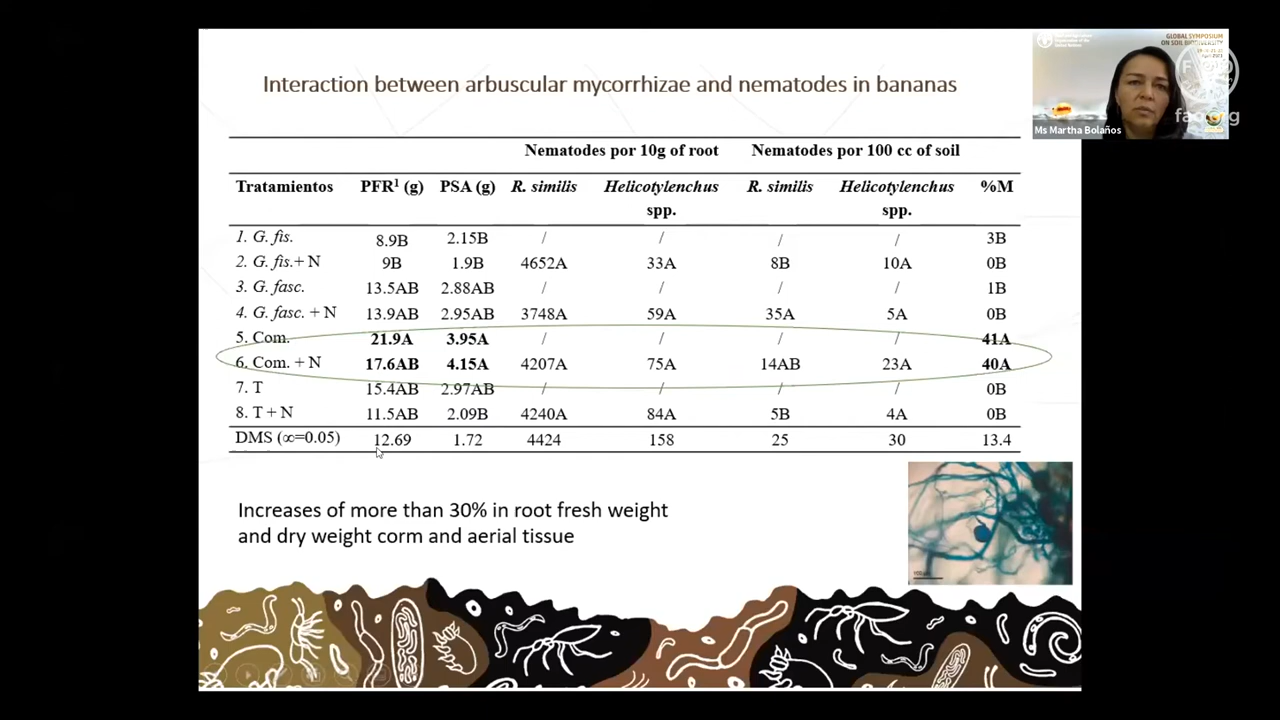 Interaction between arbuscular mycorrhizae and nematodes in bananas
GLOBAL SYMPOSIUM
ON SOIL BIODIVERSITY
fao.org
Ms Martha Bolaños
Nematodes por 10g of root Nematodes por 100 cc of soil
Tratamientos PFR¹ (g) PSA (g) R. similis Helicotylenchus spp. R. similis Helicotylenchus spp. %M
1. G. fis. 8.9B 2.15B / / / / 3B
2. G. fis.+ N 9B 1.9B 4652A 33A 8B 10A 0B
3. G. fasc. 13.5AB 2.88AB / / / / 1B
4. G. fasc. + N 13.9AB 2.95AB 3748A 59A 35A 5A 0B
5. Com. 21.9A 3.95A / / / / 41A
6. Com. + N 17.6AB 4.15A 4207A 75A 14AB 23A 40A
7. T 15.4AB 2.97AB / / / / 0B
8. T + N 11.5AB 2.09B 4240A 84A 5B 4A 0B
DMS (∞=0.05) 12.69 1.72 4424 158 25 30 13.4
Increases of more than 30% in root fresh weight
and dry weight corm and aerial tissue